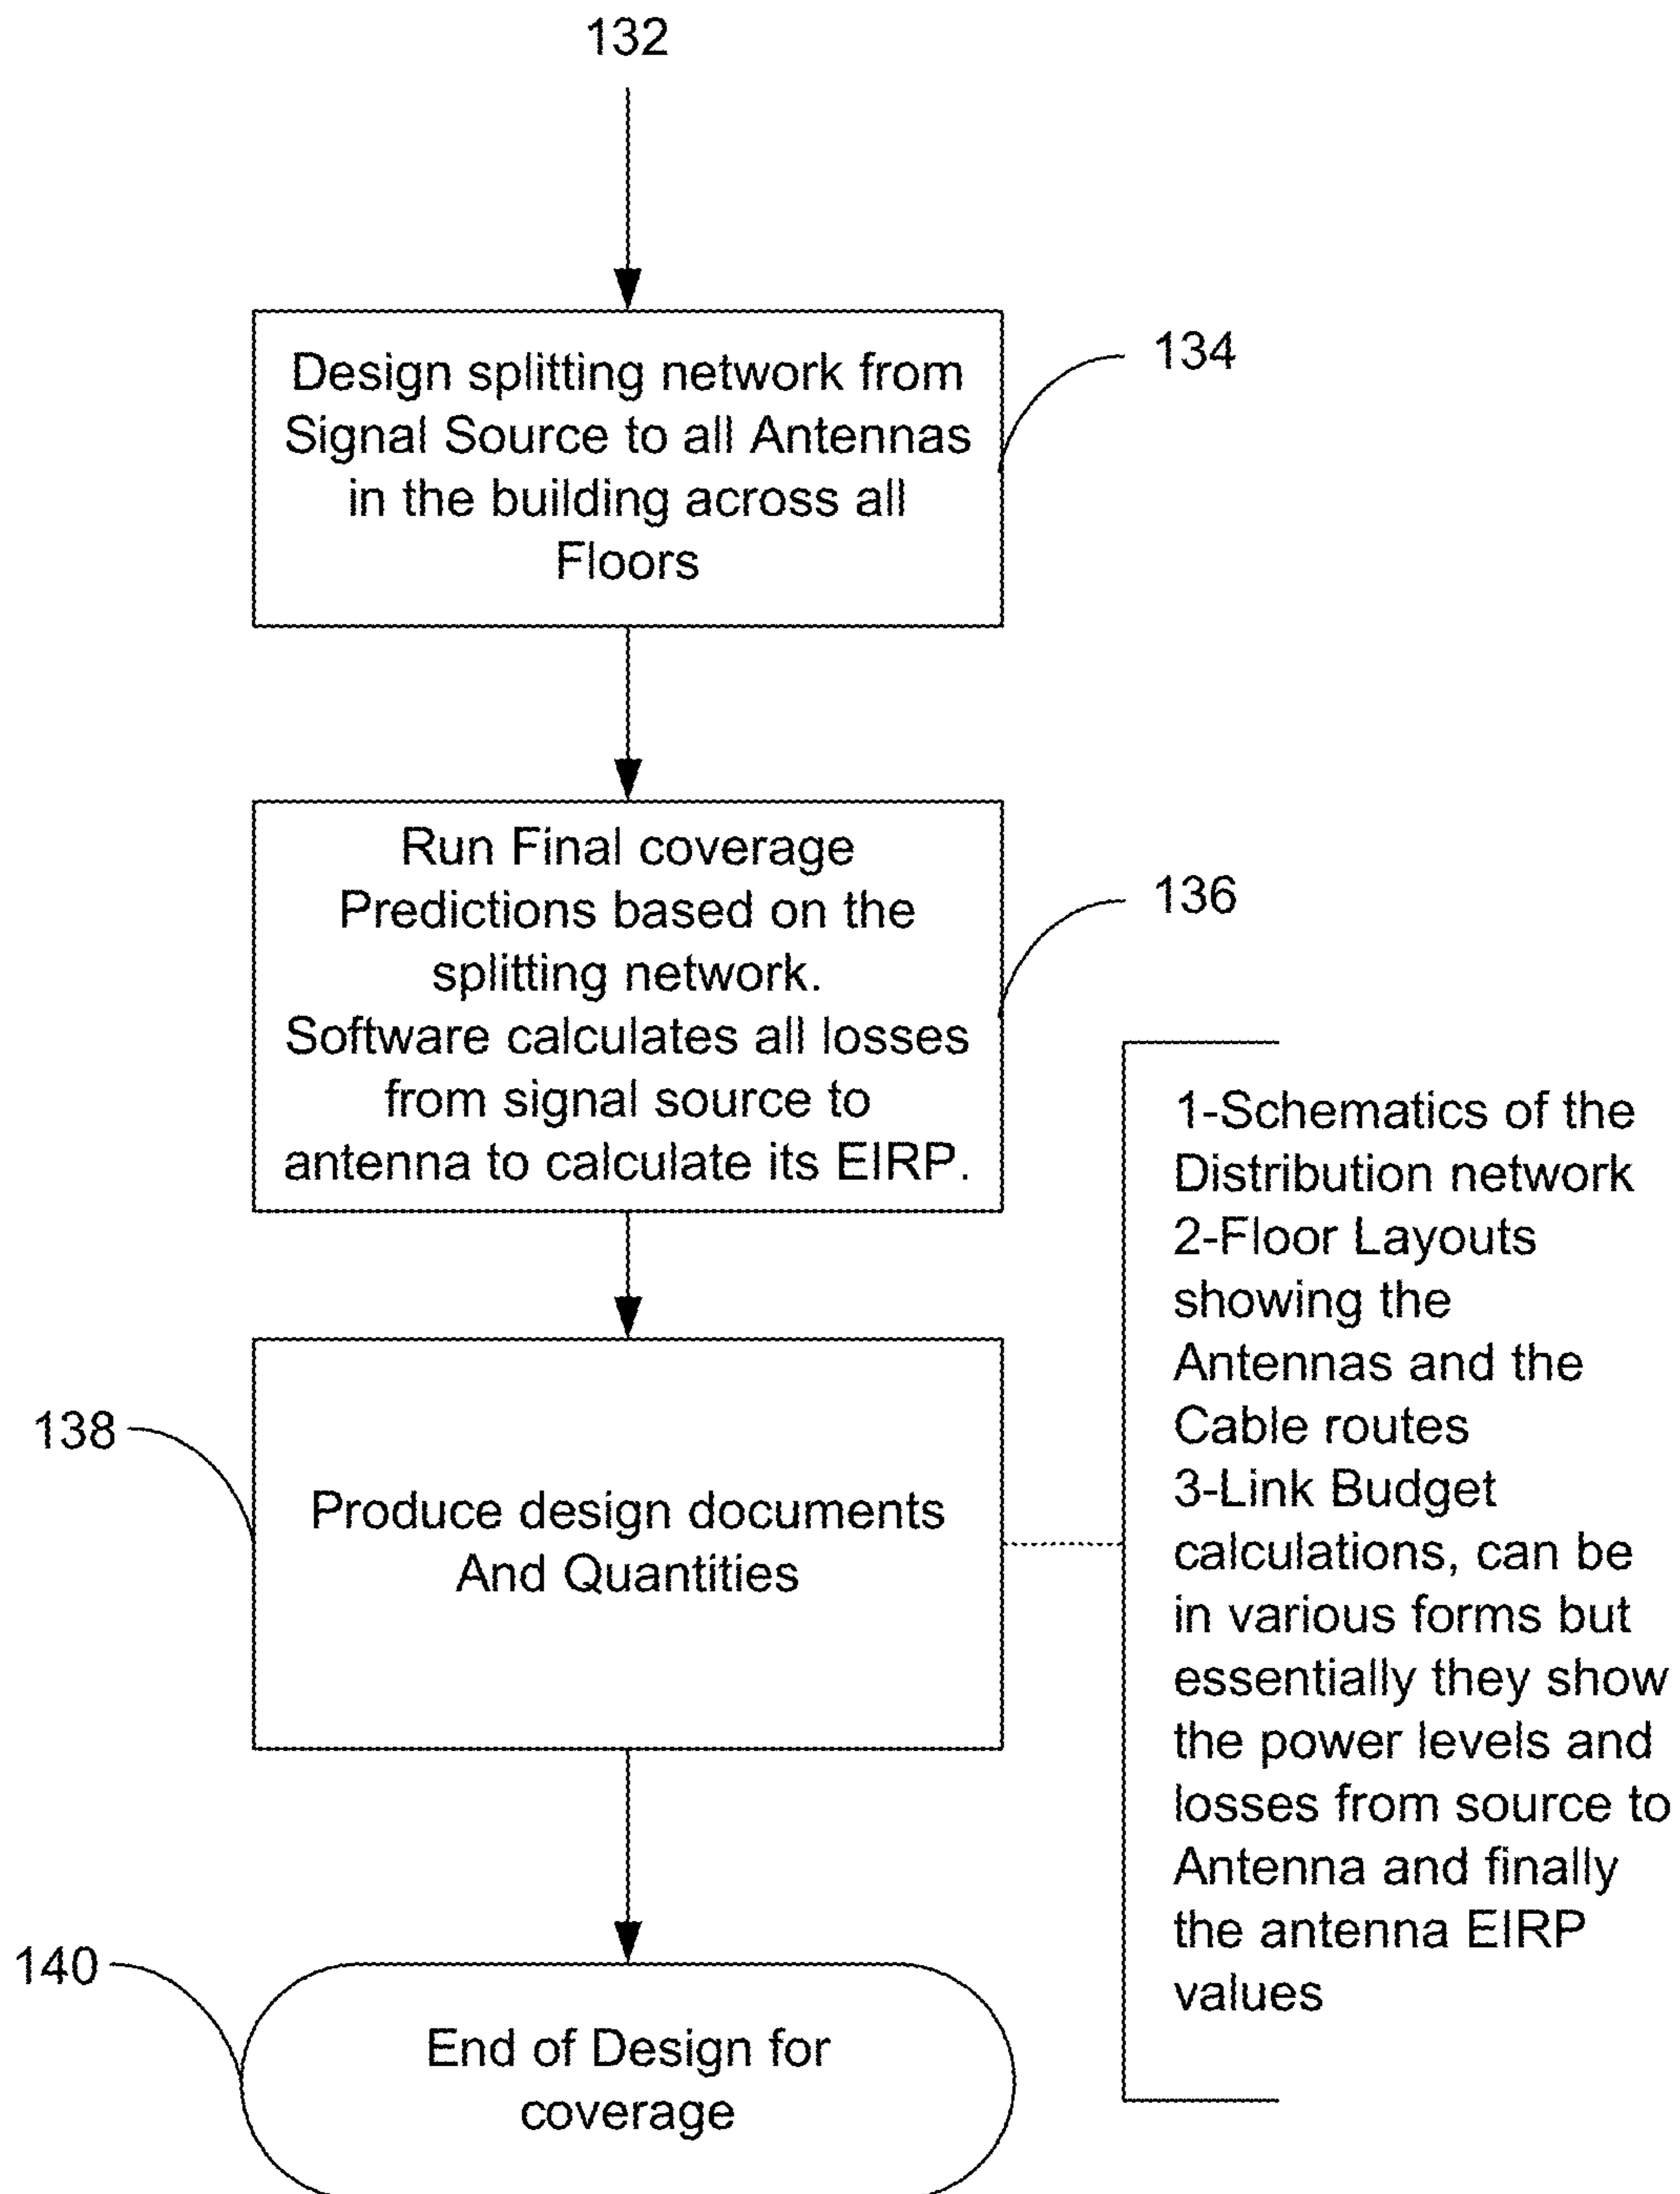 132
Design splitting network from
Signal Source to all Antennas
in the building across all
Floors
134
Run Final coverage
Predictions based on the
splitting network.
Software calculates all losses
from signal source to
antenna to calculate its EIRP.
136
138
Produce design documents
And Quantities
1-Schematics of the
Distribution network
2-Floor Layouts
showing the
Antennas and the
Cable routes
3-Link Budget
calculations, can be
in various forms but
essentially they show
the power levels and
losses from source to
Antenna and finally
the antenna EIRP
values
140
End of Design for
coverage